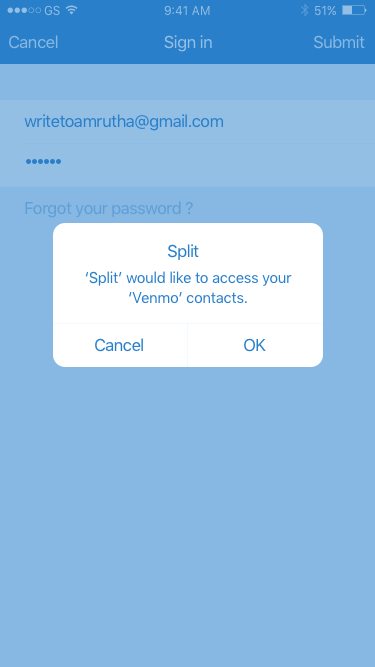 GS 9:41 AM 51%
Cancel Sign in Submit
writetoamrutha@gmail.com
••••••
Forgot your password ?
Split
‘Split’ would like to access your
‘Venmo’ contacts.
Cancel OK